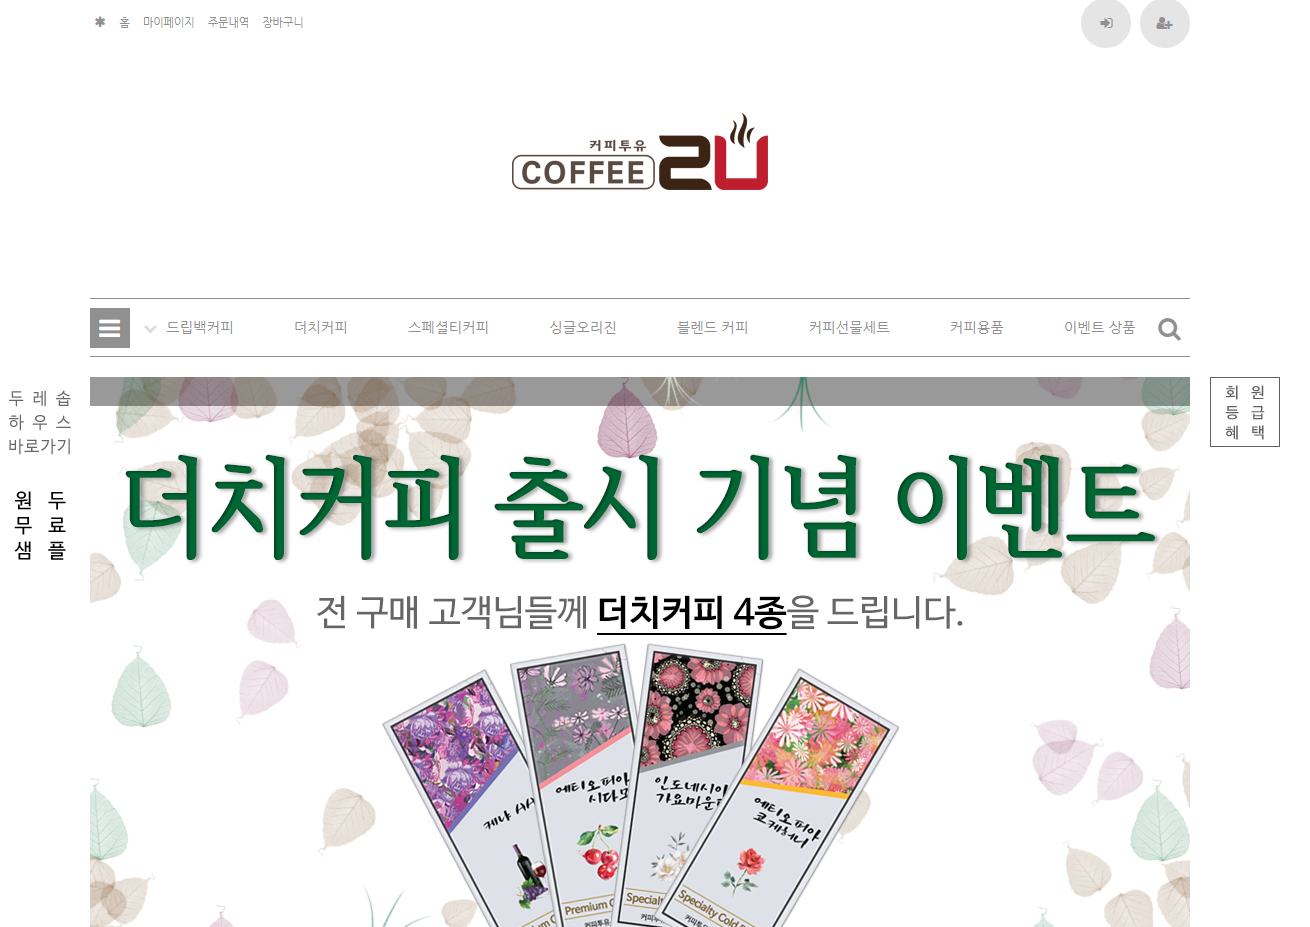 홈 마이페이지 주문내역 장바구니
커피투유
COFFEE 2U
드립백커피 더치커피 스페셜티커피 싱글오리진 블렌드 커피 커피선물세트 커피용품 이벤트 상품
두 레 솝
하 우 스
바로가기
원 두
무 료
샘 플
회 원
등 급
혜 택
더치커피 출시 기념 이벤트
전 구매 고객님들께 더치커피 4종을 드립니다.
케냐 AA
에티오피아
시다모
인도네시아
가요마운틴
에티오피아
코케허니
Premium
Specialty
Specialty Cold
커피투유
커피투유